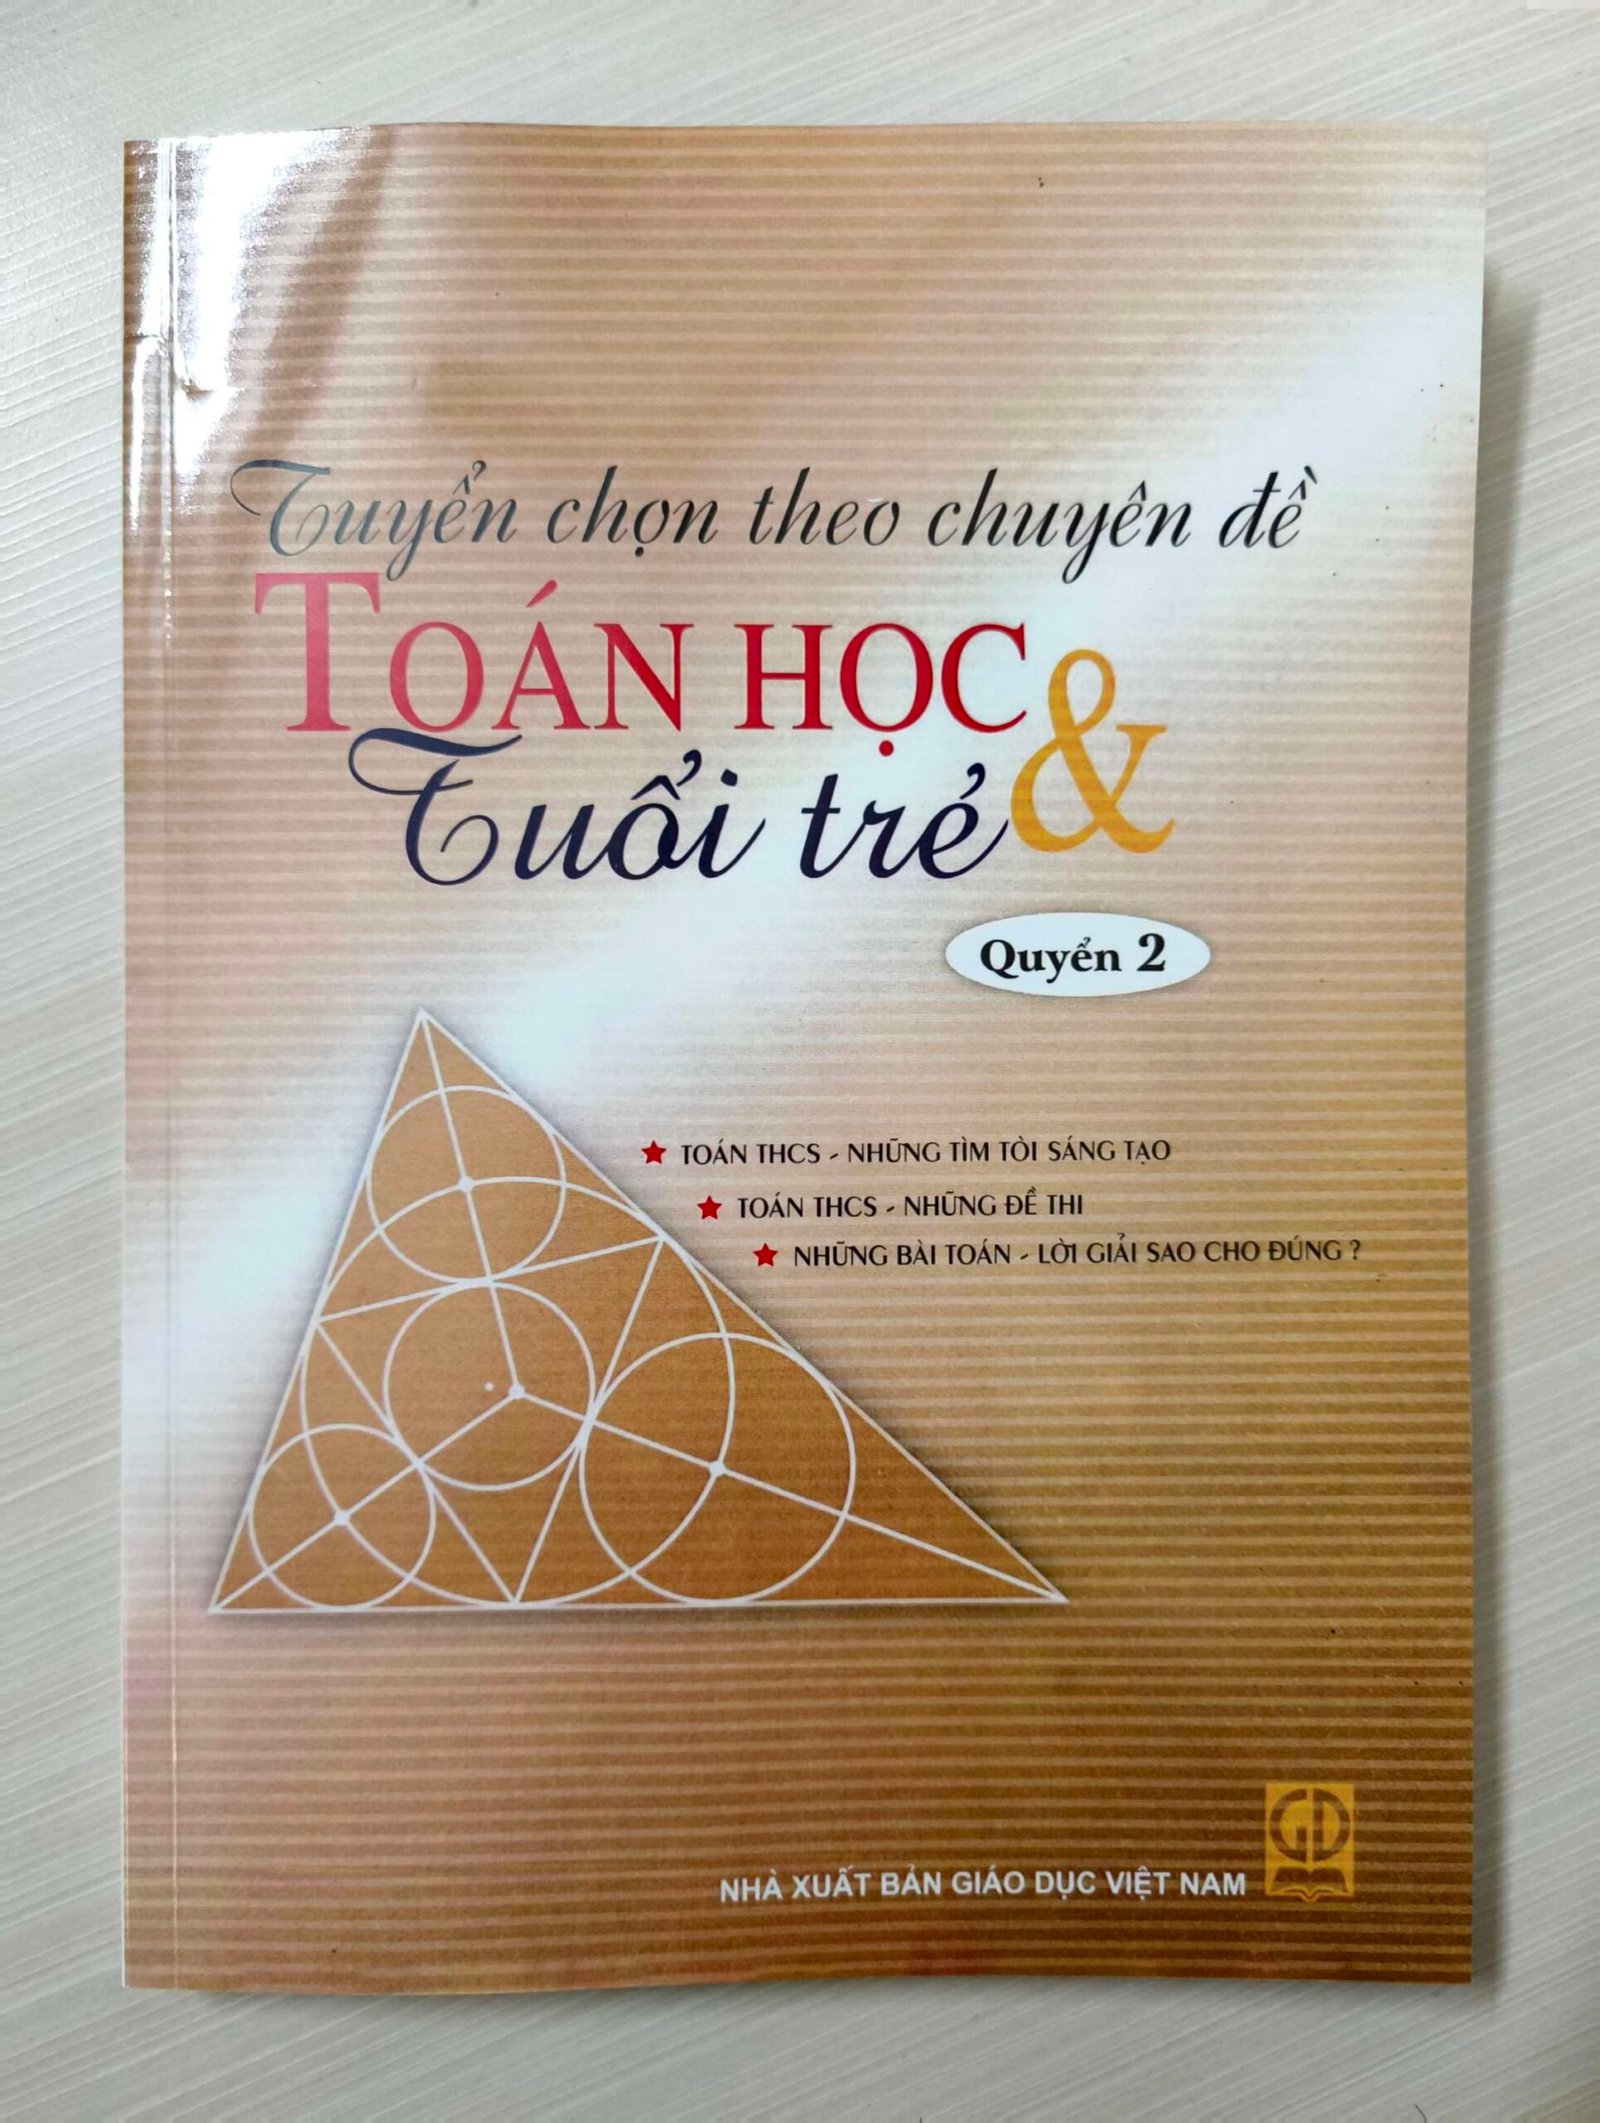 Tuyển chọn theo chuyên đề
TOÁN HỌC &
Tuổi trẻ
Quyển 2
★ TOÁN THCS - NHỮNG TÌM TÒI SÁNG TẠO
★ TOÁN THCS - NHỮNG ĐỀ THI
★ NHỮNG BÀI TOÁN - LỜI GIẢI SAO CHO ĐÚNG ?
GD
NHÀ XUẤT BẢN GIÁO DỤC VIỆT NAM